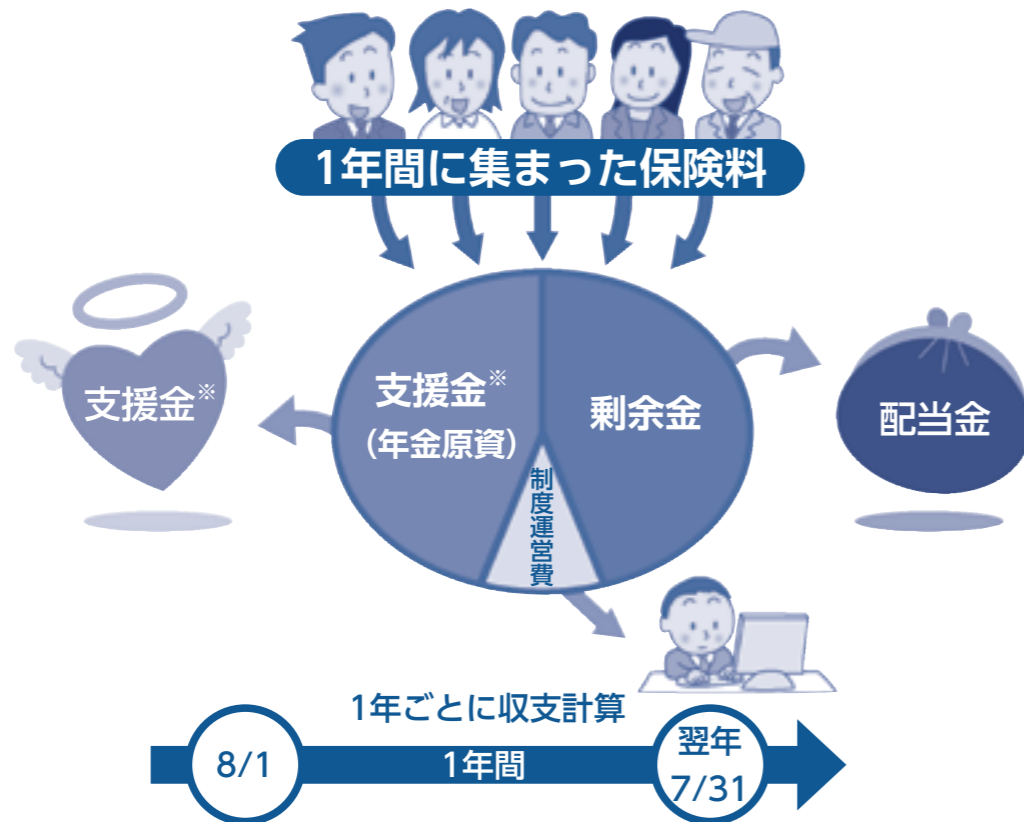 1年間に集まった保険料
支援金※
支援金※
(年金原資)
剰余金
配当金
制度運営費
1年ごとに収支計算
8/1
1年間
翌年
7/31